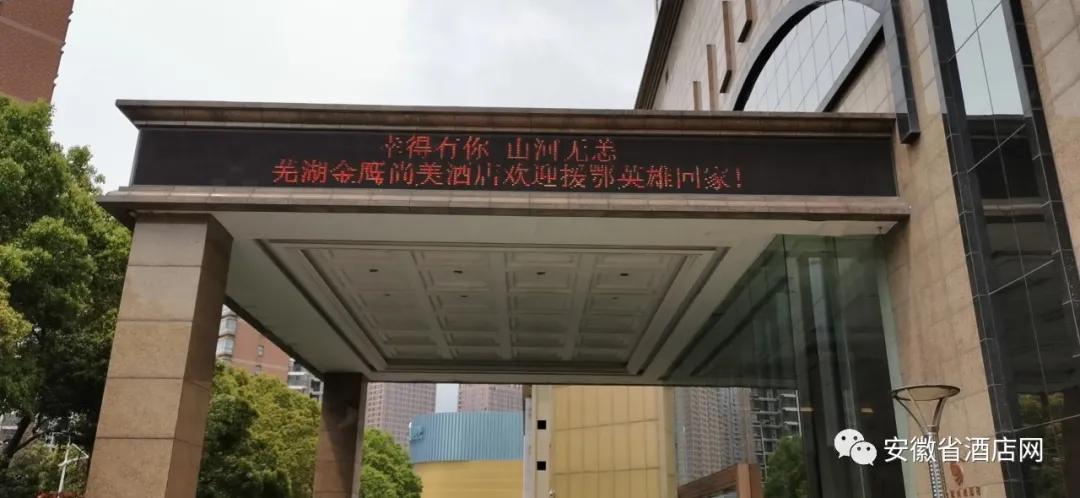 幸得有你 山河无恙
芜湖金鹰尚美酒店欢迎援鄂英雄回家！
安徽省酒店网